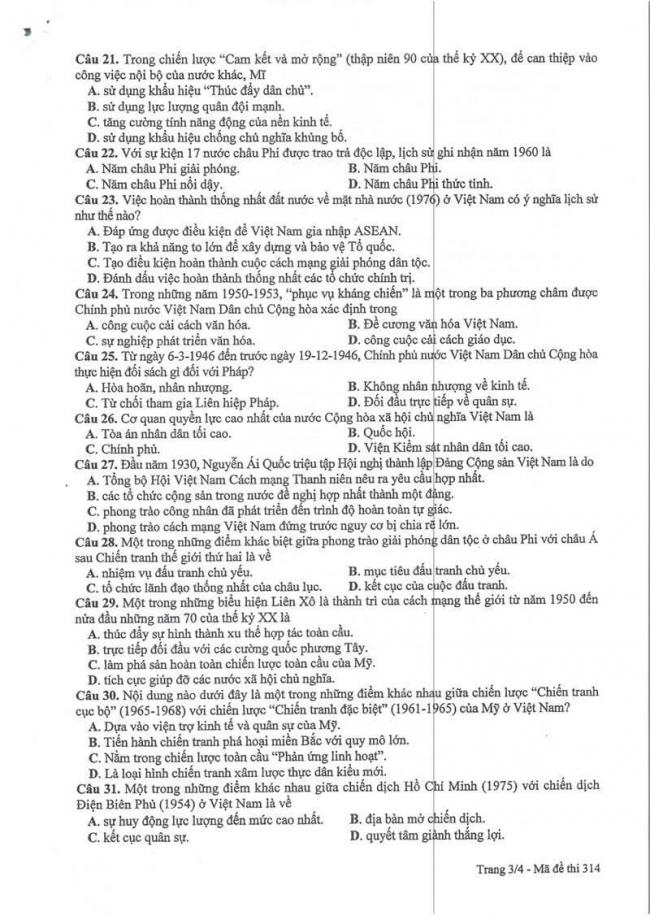 Câu 21. Trong chiến lược “Cam kết và mở rộng” (thập niên 90 của thế kỷ XX), để can thiệp vào
công việc nội bộ của nước khác, Mĩ
A. sử dụng khẩu hiệu “Thúc đẩy dân chủ”.
B. sử dụng lực lượng quân đội mạnh.
C. tăng cường tính năng động của nền kinh tế.
D. sử dụng khẩu hiệu chống chủ nghĩa khủng bố.
Câu 22. Với sự kiện 17 nước châu Phi được trao trả độc lập, lịch sử ghi nhận năm 1960 là
A. Năm châu Phi giải phóng. B. Năm châu Phi.
C. Năm châu Phi nổi dậy. D. Năm châu Phi thức tỉnh.
Câu 23. Việc hoàn thành thống nhất đất nước về mặt nhà nước (1976) ở Việt Nam có ý nghĩa lịch sử
như thế nào?
A. Đáp ứng được điều kiện để Việt Nam gia nhập ASEAN.
B. Tạo ra khả năng to lớn để xây dựng và bảo vệ Tổ quốc.
C. Tạo điều kiện hoàn thành cuộc cách mạng giải phóng dân tộc.
D. Đánh dấu việc hoàn thành thống nhất các tổ chức chính trị.
Câu 24. Trong những năm 1950-1953, “phục vụ kháng chiến” là một trong ba phương châm được
Chính phủ nước Việt Nam Dân chủ Cộng hòa xác định trong
A. công cuộc cải cách văn hóa. B. Đề cương văn hóa Việt Nam.
C. sự nghiệp phát triển văn hóa. D. công cuộc cải cách giáo dục.
Câu 25. Từ ngày 6-3-1946 đến trước ngày 19-12-1946, Chính phủ nước Việt Nam Dân chủ Cộng hòa
thực hiện đối sách gì đối với Pháp?
A. Hòa hoãn, nhân nhượng. B. Không nhân nhượng về kinh tế.
C. Từ chối tham gia Liên hiệp Pháp. D. Đối đầu trực tiếp về quân sự.
Câu 26. Cơ quan quyền lực cao nhất của nước Cộng hòa xã hội chủ nghĩa Việt Nam là
A. Tòa án nhân dân tối cao. B. Quốc hội.
C. Chính phủ. D. Viện Kiểm sát nhân dân tối cao.
Câu 27. Đầu năm 1930, Nguyễn Ái Quốc triệu tập Hội nghị thành lập Đảng Cộng sản Việt Nam là do
A. Tổng bộ Hội Việt Nam Cách mạng Thanh niên nêu ra yêu cầu hợp nhất.
B. các tổ chức cộng sản trong nước đề nghị hợp nhất thành một đảng.
C. phong trào công nhân đã phát triển đến trình độ hoàn toàn tự giác.
D. phong trào cách mạng Việt Nam đứng trước nguy cơ bị chia rẽ lớn.
Câu 28. Một trong những điểm khác biệt giữa phong trào giải phóng dân tộc ở châu Phi với châu Á
sau Chiến tranh thế giới thứ hai là về
A. nhiệm vụ đấu tranh chủ yếu. B. mục tiêu đấu tranh chủ yếu.
C. tổ chức lãnh đạo thống nhất của châu lục. D. kết cục của cuộc đấu tranh.
Câu 29. Một trong những biểu hiện Liên Xô là thành trì của cách mạng thế giới từ năm 1950 đến
nửa đầu những năm 70 của thế kỷ XX là
A. thúc đẩy sự hình thành xu thế hợp tác toàn cầu.
B. trực tiếp đối đầu với các cường quốc phương Tây.
C. làm phá sản hoàn toàn chiến lược toàn cầu của Mỹ.
D. tích cực giúp đỡ các nước xã hội chủ nghĩa.
Câu 30. Nội dung nào dưới đây là một trong những điểm khác nhau giữa chiến lược “Chiến tranh
cục bộ” (1965-1968) với chiến lược “Chiến tranh đặc biệt” (1961-1965) của Mỹ ở Việt Nam?
A. Dựa vào viện trợ kinh tế và quân sự của Mỹ.
B. Tiến hành chiến tranh phá hoại miền Bắc với quy mô lớn.
C. Nằm trong chiến lược toàn cầu “Phản ứng linh hoạt”.
D. Là loại hình chiến tranh xâm lược thực dân kiểu mới.
Câu 31. Một trong những điểm khác nhau giữa chiến dịch Hồ Chí Minh (1975) với chiến dịch
Điện Biên Phủ (1954) ở Việt Nam là về
A. sự huy động lực lượng đến mức cao nhất. B. địa bàn mở chiến dịch.
C. kết cục quân sự. D. quyết tâm giành thắng lợi.
Trang 3/4 - Mã đề thi 314